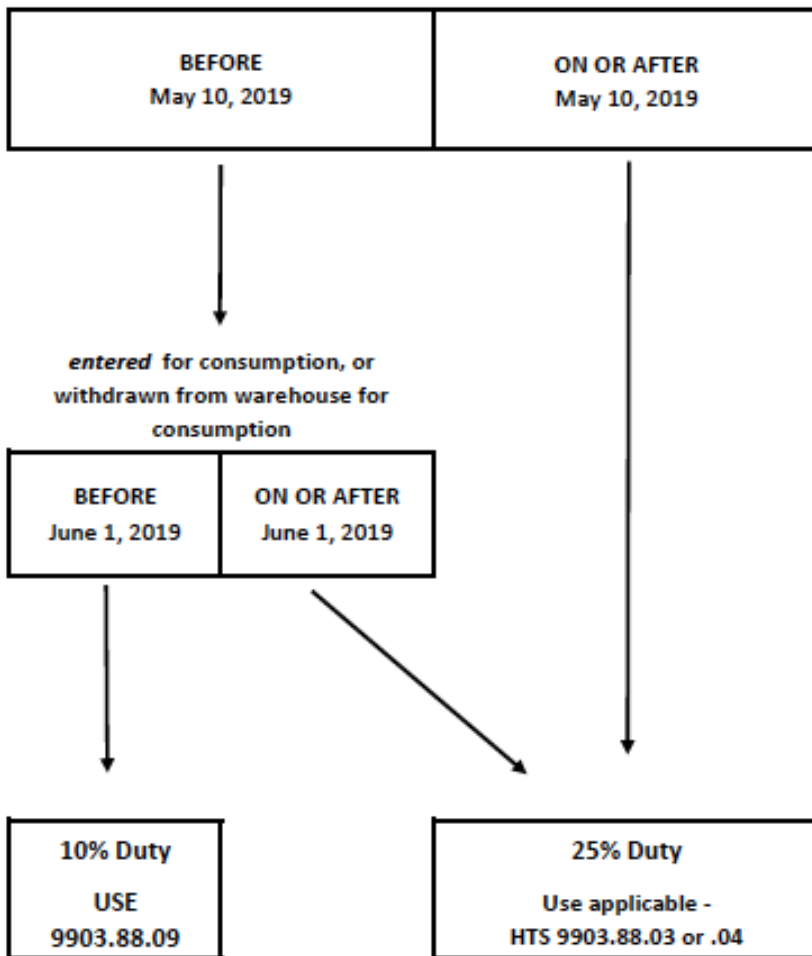 BEFORE
May 10, 2019
ON OR AFTER
May 10, 2019
entered for consumption, or
withdrawn from warehouse for
consumption
BEFORE
June 1, 2019
ON OR AFTER
June 1, 2019
10% Duty
USE
9903.88.09
25% Duty
Use applicable -
HTS 9903.88.03 or .04